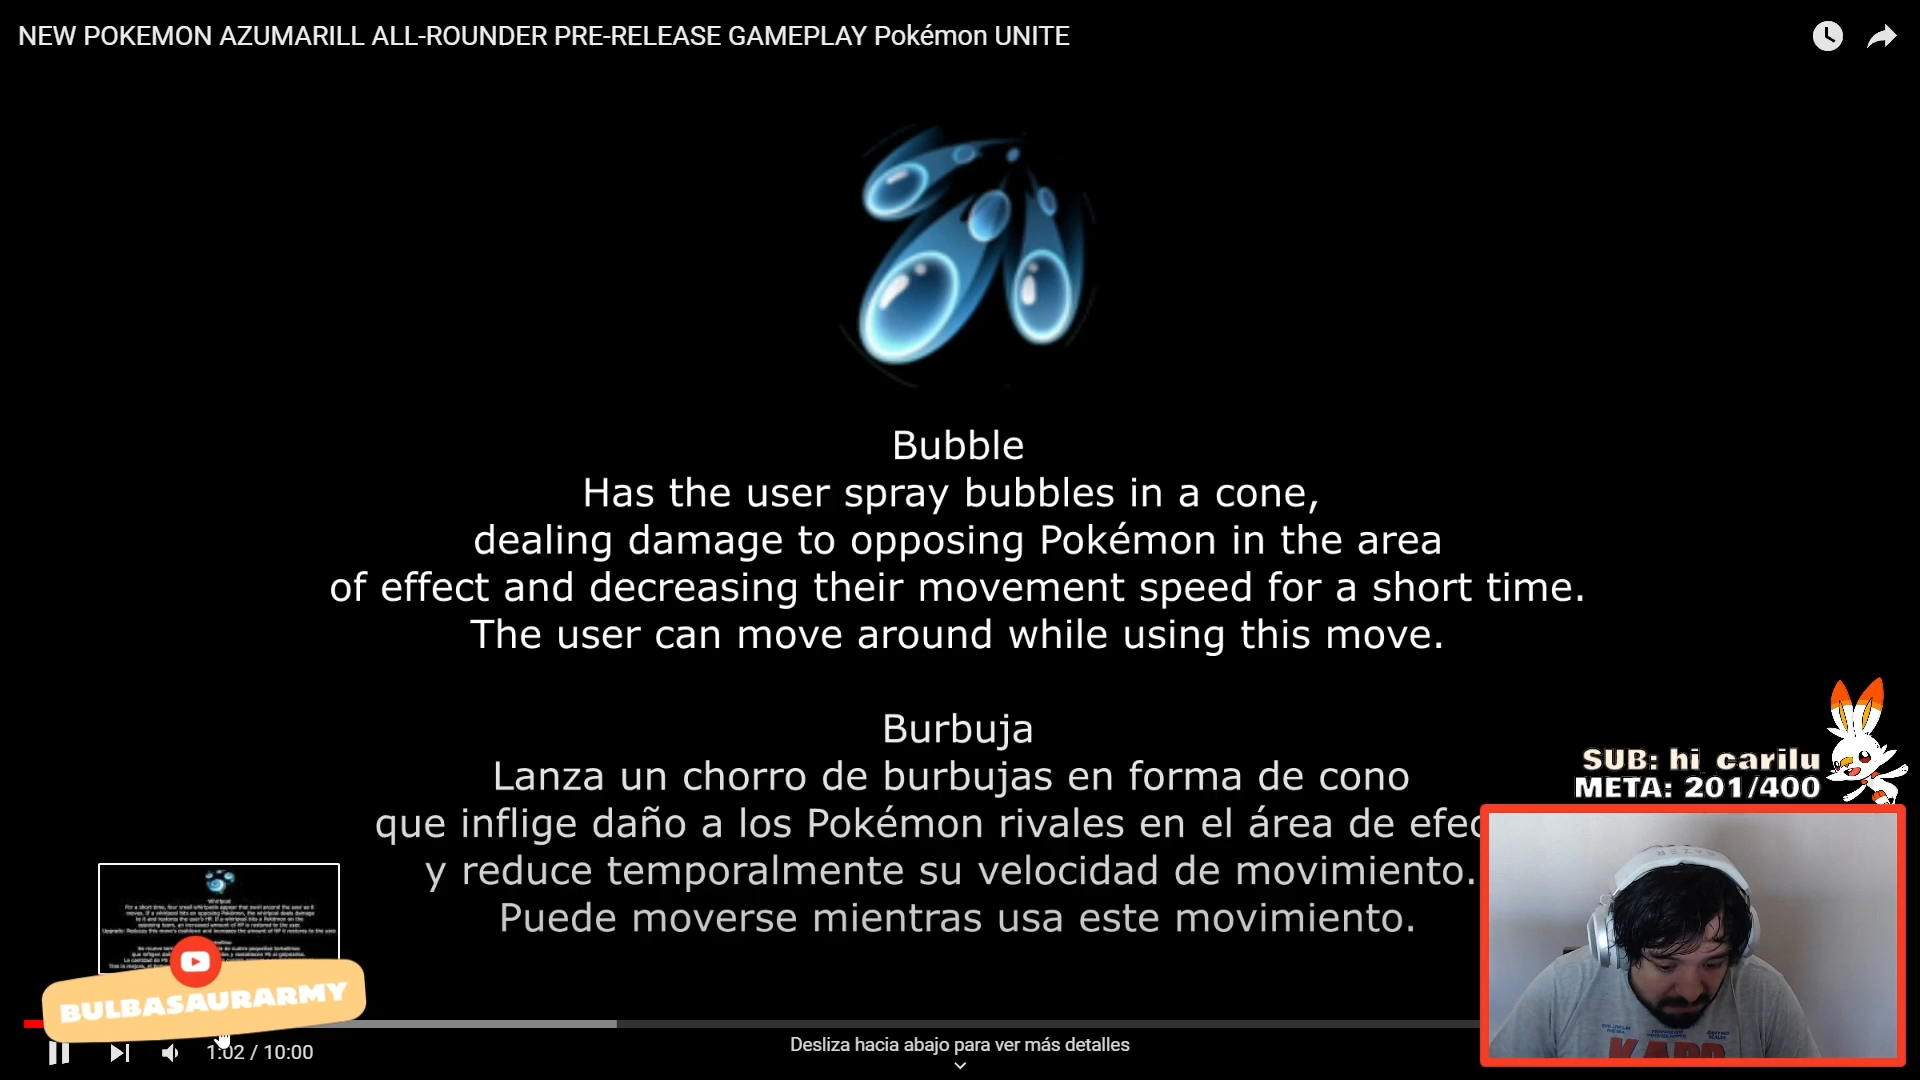 NEW POKEMON AZUMARILL ALL-ROUNDER PRE-RELEASE GAMEPLAY Pokémon UNITE
Bubble
Has the user spray bubbles in a cone,
dealing damage to opposing Pokémon in the area
of effect and decreasing their movement speed for a short time.
The user can move around while using this move.
Burbuja
Lanza un chorro de burbujas en forma de cono
que inflige daño a los Pokémon rivales en el área de efec
y reduce temporalmente su velocidad de movimiento.
Puede moverse mientras usa este movimiento.
SUB: hi carilu
META: 201/400
Whirlpool
BULBASAURARMY
1:02 / 10:00
Desliza hacia abajo para ver más detalles